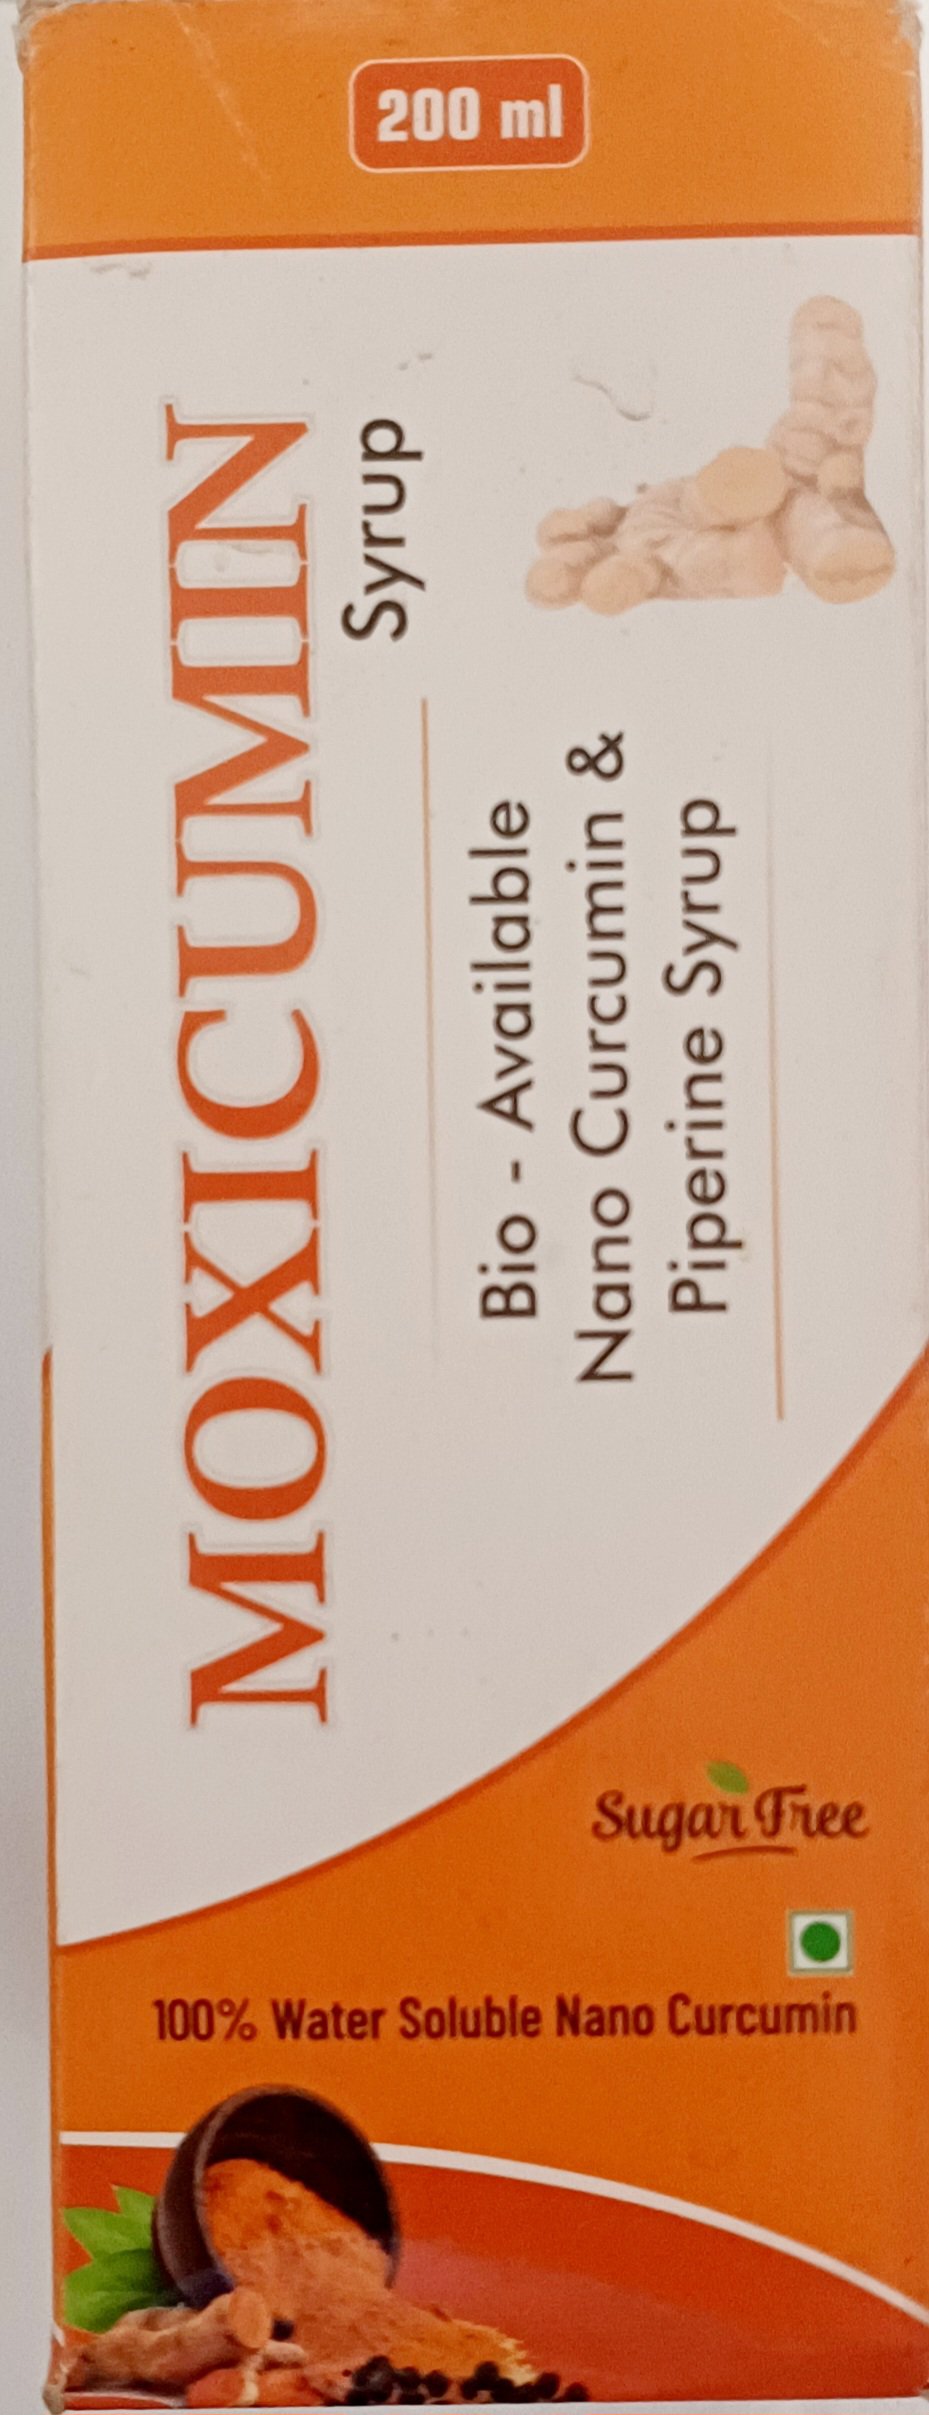 200 ml
MOXICUMIN
Syrup
Bio - Available
Nano Curcumin &
Piperine Syrup
Sugar Free
100% Water Soluble Nano Curcumin